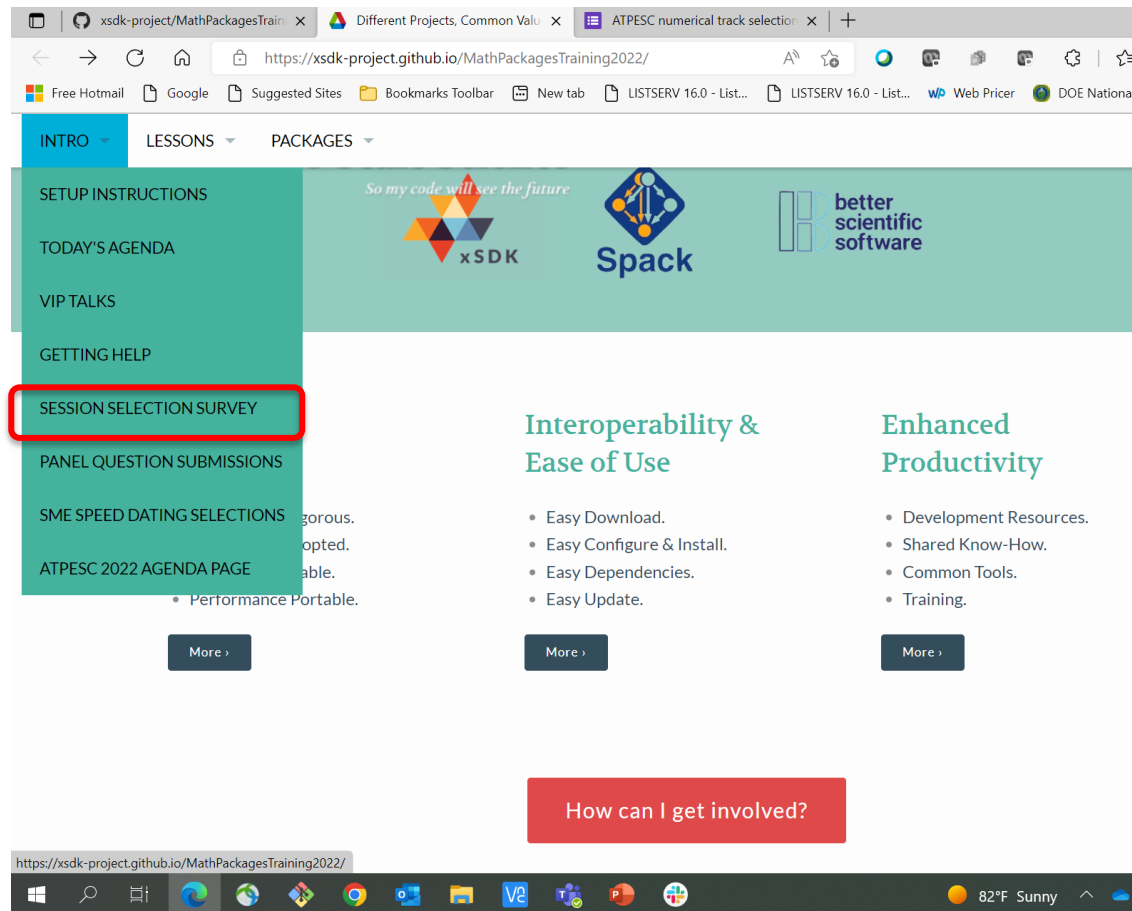 xsdk-project/MathPackagesTraini
Different Projects, Common Valu
ATPESC numerical track selection
https://xsdk-project.github.io/MathPackagesTraining2022/
Free Hotmail
Google
Suggested Sites
Bookmarks Toolbar
New tab
LISTSERV 16.0 - List...
LISTSERV 16.0 - List...
Web Pricer
DOE Nationa
INTRO
LESSONS
PACKAGES
SETUP INSTRUCTIONS
TODAY'S AGENDA
VIP TALKS
GETTING HELP
SESSION SELECTION SURVEY
PANEL QUESTION SUBMISSIONS
SME SPEED DATING SELECTIONS
ATPESC 2022 AGENDA PAGE
So my code will see the future
xSDK
Spack
better
scientific
software
gorous.
opted.
able.
Performance Portable.
More ›
Interoperability &
Ease of Use
Easy Download.
Easy Configure & Install.
Easy Dependencies.
Easy Update.
More ›
Enhanced
Productivity
Development Resources.
Shared Know-How.
Common Tools.
Training.
More ›
How can I get involved?
https://xsdk-project.github.io/MathPackagesTraining2022/
82°F Sunny